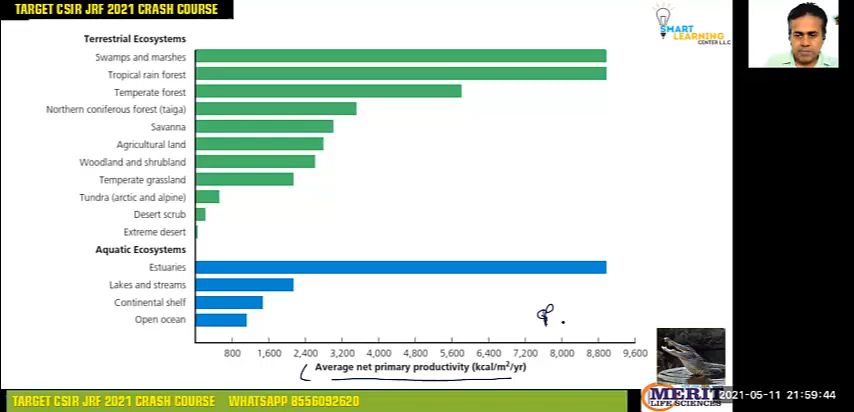 TARGET CSIR JRF 2021 CRASH COURSE
SMART
LEARNING
CENTER L.L.C
Terrestrial Ecosystems
Swamps and marshes
Tropical rain forest
Temperate forest
Northern coniferous forest (taiga)
Savanna
Agricultural land
Woodland and shrubland
Temperate grassland
Tundra (arctic and alpine)
Desert scrub
Extreme desert
Aquatic Ecosystems
Estuaries
Lakes and streams
Continental shelf
Open ocean
800 1,600 2,400 3,200 4,000 4,800 5,600 6,400 7,200 8,000 8,800 9,600
Average net primary productivity (kcal/m²/yr)
TARGET CSIR JRF 2021 CRASH COURSE WHATSAPP 8556092620
MERIT
LIFE SCIENCES
2021-05-11 21:59:44